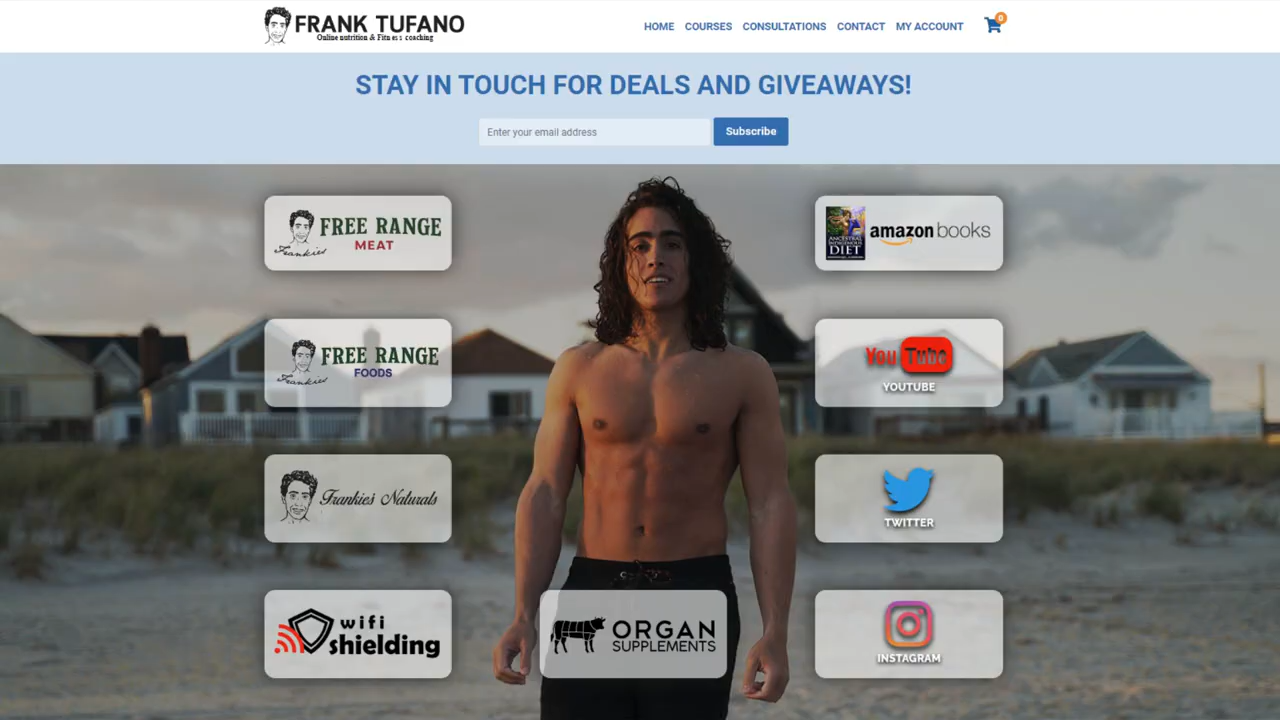 FRANK TUFANO
Online nutrition & Fitness coaching
HOME COURSES CONSULTATIONS CONTACT MY ACCOUNT 0
STAY IN TOUCH FOR DEALS AND GIVEAWAYS!
Enter your email address Subscribe
Frankies FREE RANGE
MEAT
ANCESTRAL
INDIGENOUS
DIET
amazon books
Frankies FREE RANGE
FOODS
You Tube
YOUTUBE
Frankie's Naturals
TWITTER
wifi
shielding
ORGAN
SUPPLEMENTS
INSTAGRAM